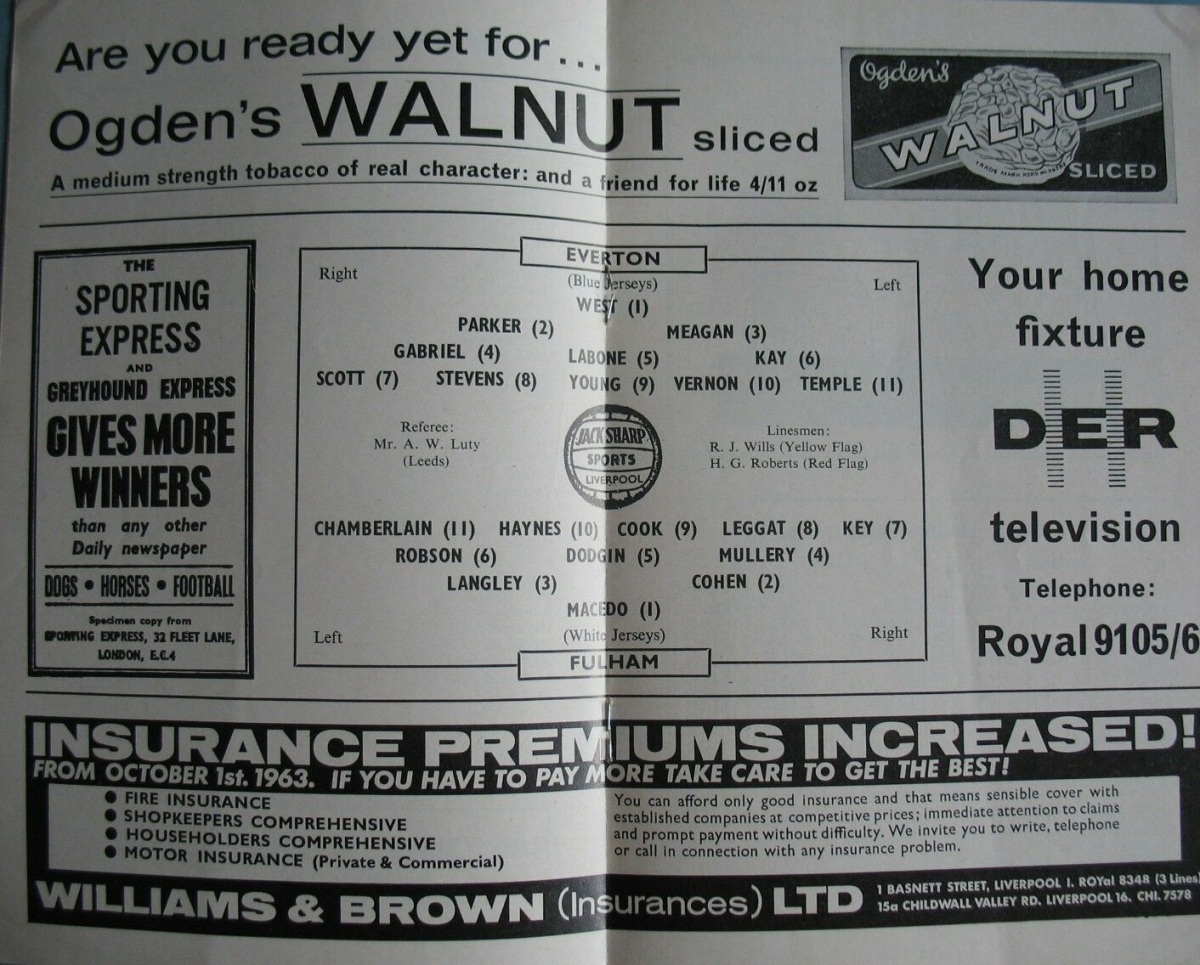 Are you ready yet for...
Ogden's WALNUT sliced
A medium strength tobacco of real character: and a friend for life 4/11 oz
Ogden's
WALNUT
SLICED
THE
SPORTING
EXPRESS
AND
GREYHOUND EXPRESS
GIVES MORE
WINNERS
than any other
Daily newspaper
DOGS • HORSES • FOOTBALL
Specimen copy from
SPORTING EXPRESS, 32 FLEET LANE,
LONDON, E.C.4
EVERTON
Right (Blue Jerseys) Left
WEST (1)
PARKER (2) MEAGAN (3)
GABRIEL (4) LABONE (5) KAY (6)
SCOTT (7) STEVENS (8) YOUNG (9) VERNON (10) TEMPLE (11)
Referee:
Mr. A. W. Luty
(Leeds)
JACK SHARP
SPORTS
LIVERPOOL
Linesmen:
R. J. Wills (Yellow Flag)
H. G. Roberts (Red Flag)
CHAMBERLAIN (11) HAYNES (10) COOK (9) LEGGAT (8) KEY (7)
ROBSON (6) DODGIN (5) MULLERY (4)
LANGLEY (3) COHEN (2)
MACEDO (1)
Left (White Jerseys) Right
FULHAM
Your home
fixture
DER
television
Telephone:
Royal 9105/6
INSURANCE PREMIUMS INCREASED!
FROM OCTOBER 1st. 1963. IF YOU HAVE TO PAY MORE TAKE CARE TO GET THE BEST!
● FIRE INSURANCE
● SHOPKEEPERS COMPREHENSIVE
● HOUSEHOLDERS COMPREHENSIVE
● MOTOR INSURANCE (Private & Commercial)
You can afford only good insurance and that means sensible cover with
established companies at competitive prices; immediate attention to claims
and prompt payment without difficulty. We invite you to write, telephone
or call in connection with any insurance problem.
WILLIAMS & BROWN (Insurances) LTD
1 BASNETT STREET, LIVERPOOL 1. ROYal 8348 (3 Lines
15a CHILDWALL VALLEY RD. LIVERPOOL 16. CHI. 7578